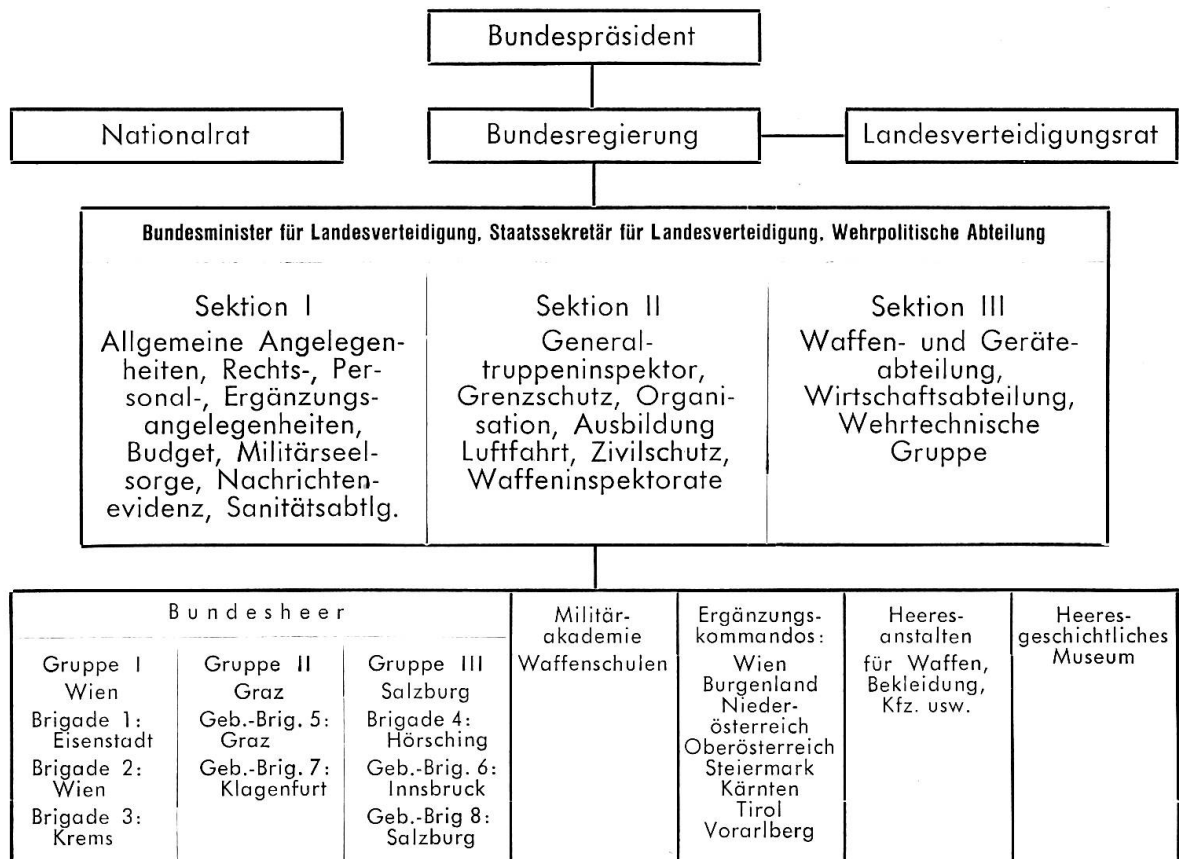 Bundespräsident
Nationalrat
Bundesregierung
Landesverteidigungsrat
Bundesminister für Landesverteidigung, Staatssekretär für Landesverteidigung, Wehrpolitische Abteilung
Sektion I
Allgemeine Angelegen-
heiten, Rechts-, Per-
sonal-, Ergänzungs-
angelegenheiten,
Budget, Militärseel-
sorge, Nachrichten-
evidenz, Sanitätsabtlg.
Sektion II
General-
truppeninspektor,
Grenzschutz, Organi-
sation, Ausbildung
Luftfahrt, Zivilschutz,
Waffeninspektorate
Sektion III
Waffen- und Geräte-
abteilung,
Wirtschaftsabteilung,
Wehrtechnische
Gruppe
Bundesheer
Gruppe I
Wien
Brigade 1:
Eisenstadt
Brigade 2:
Wien
Brigade 3:
Krems
Gruppe II
Graz
Geb.-Brig. 5:
Graz
Geb.-Brig. 7:
Klagenfurt
Gruppe III
Salzburg
Brigade 4:
Hörsching
Geb.-Brig. 6:
Innsbruck
Geb.-Brig 8:
Salzburg
Militär-
akademie
Waffenschulen
Ergänzungs-
kommandos:
Wien
Burgenland
Nieder-
österreich
Oberösterreich
Steiermark
Kärnten
Tirol
Vorarlberg
Heeres-
anstalten
für Waffen,
Bekleidung,
Kfz. usw.
Heeres-
geschichtliches
Museum